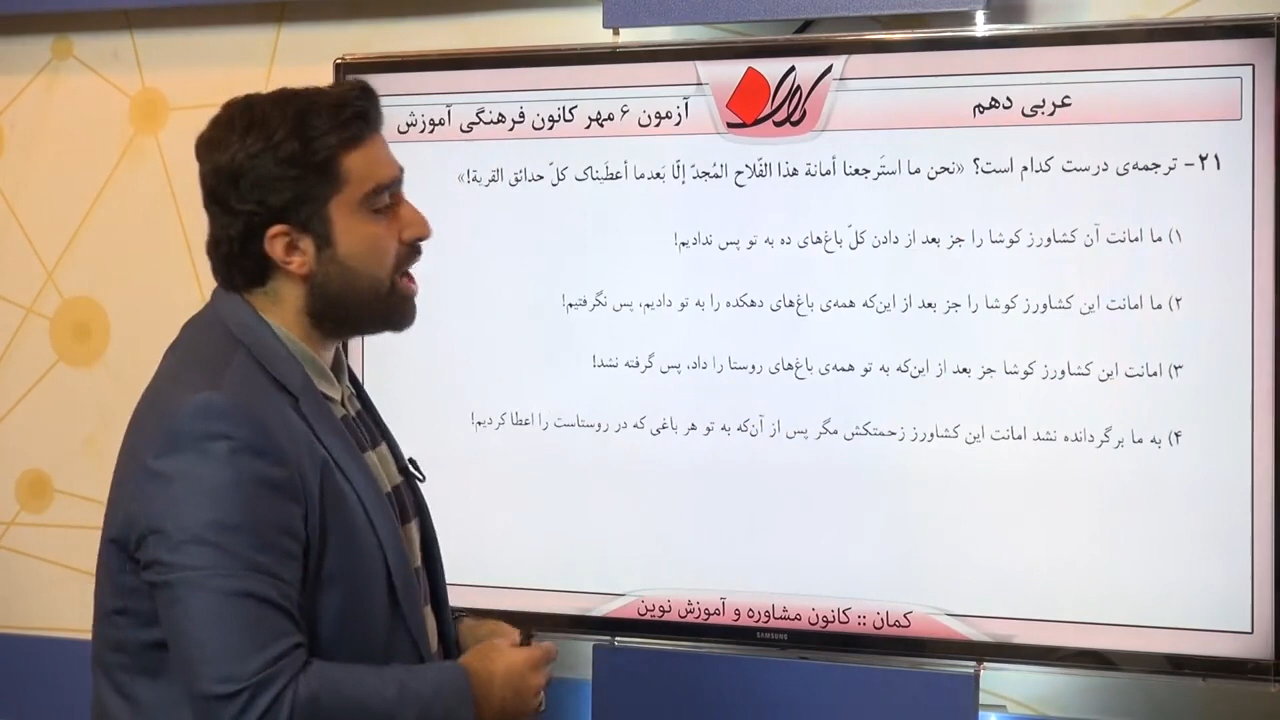 عربی دهم
کمان
آزمون ۶ مهر کانون فرهنگی آموزش
۲۱- ترجمه‌ی درست کدام است؟ «نحن ما استَرجعنا أمانة هذا الفّلاح المُجدّ إلّا بَعدما أعطَیناک کلّ حدائق القریة!»
۱) ما امانت آن کشاورز کوشا را جز بعد از دادن کلّ باغ‌های ده به تو پس ندادیم!
۲) ما امانت این کشاورز کوشا را جز بعد از این‌که همه‌ی باغ‌های دهکده را به تو دادیم، پس نگرفتیم!
۳) امانت این کشاورز کوشا جز بعد از این‌که به تو همه‌ی باغ‌های روستا را داد، پس گرفته نشد!
۴) به ما برگردانده نشد امانت این کشاورز زحمتکش مگر پس از آن‌که به تو هر باغی که در روستاست را اعطا کردیم!
کمان :: کانون مشاوره و آموزش نوین
SAMSUNG